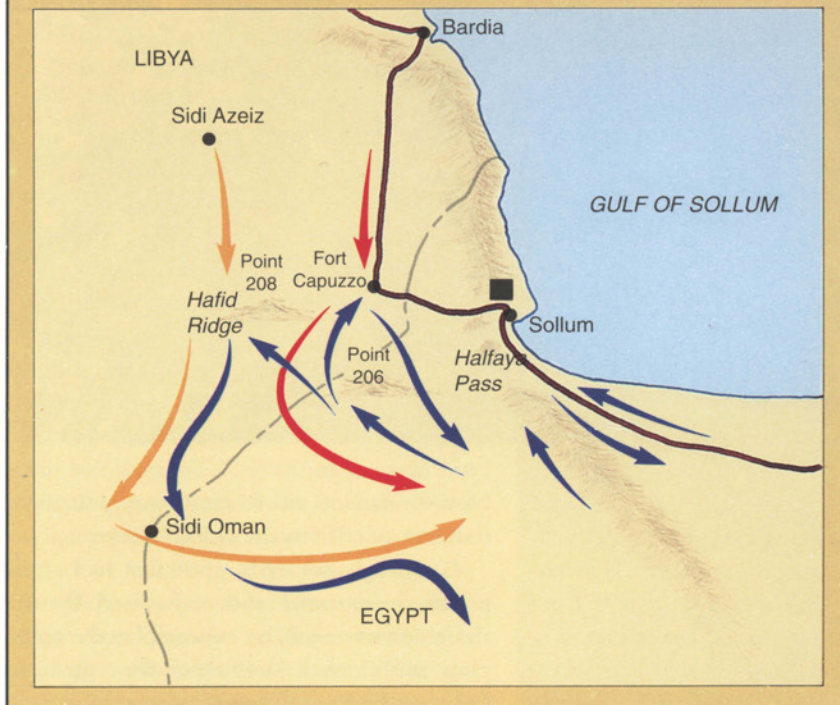 Bardia
LIBYA
Sidi Azeiz
GULF OF SOLLUM
Point
208
Fort
Capuzzo
Hafid
Ridge
Sollum
Point
206
Halfaya
Pass
Sidi Oman
EGYPT